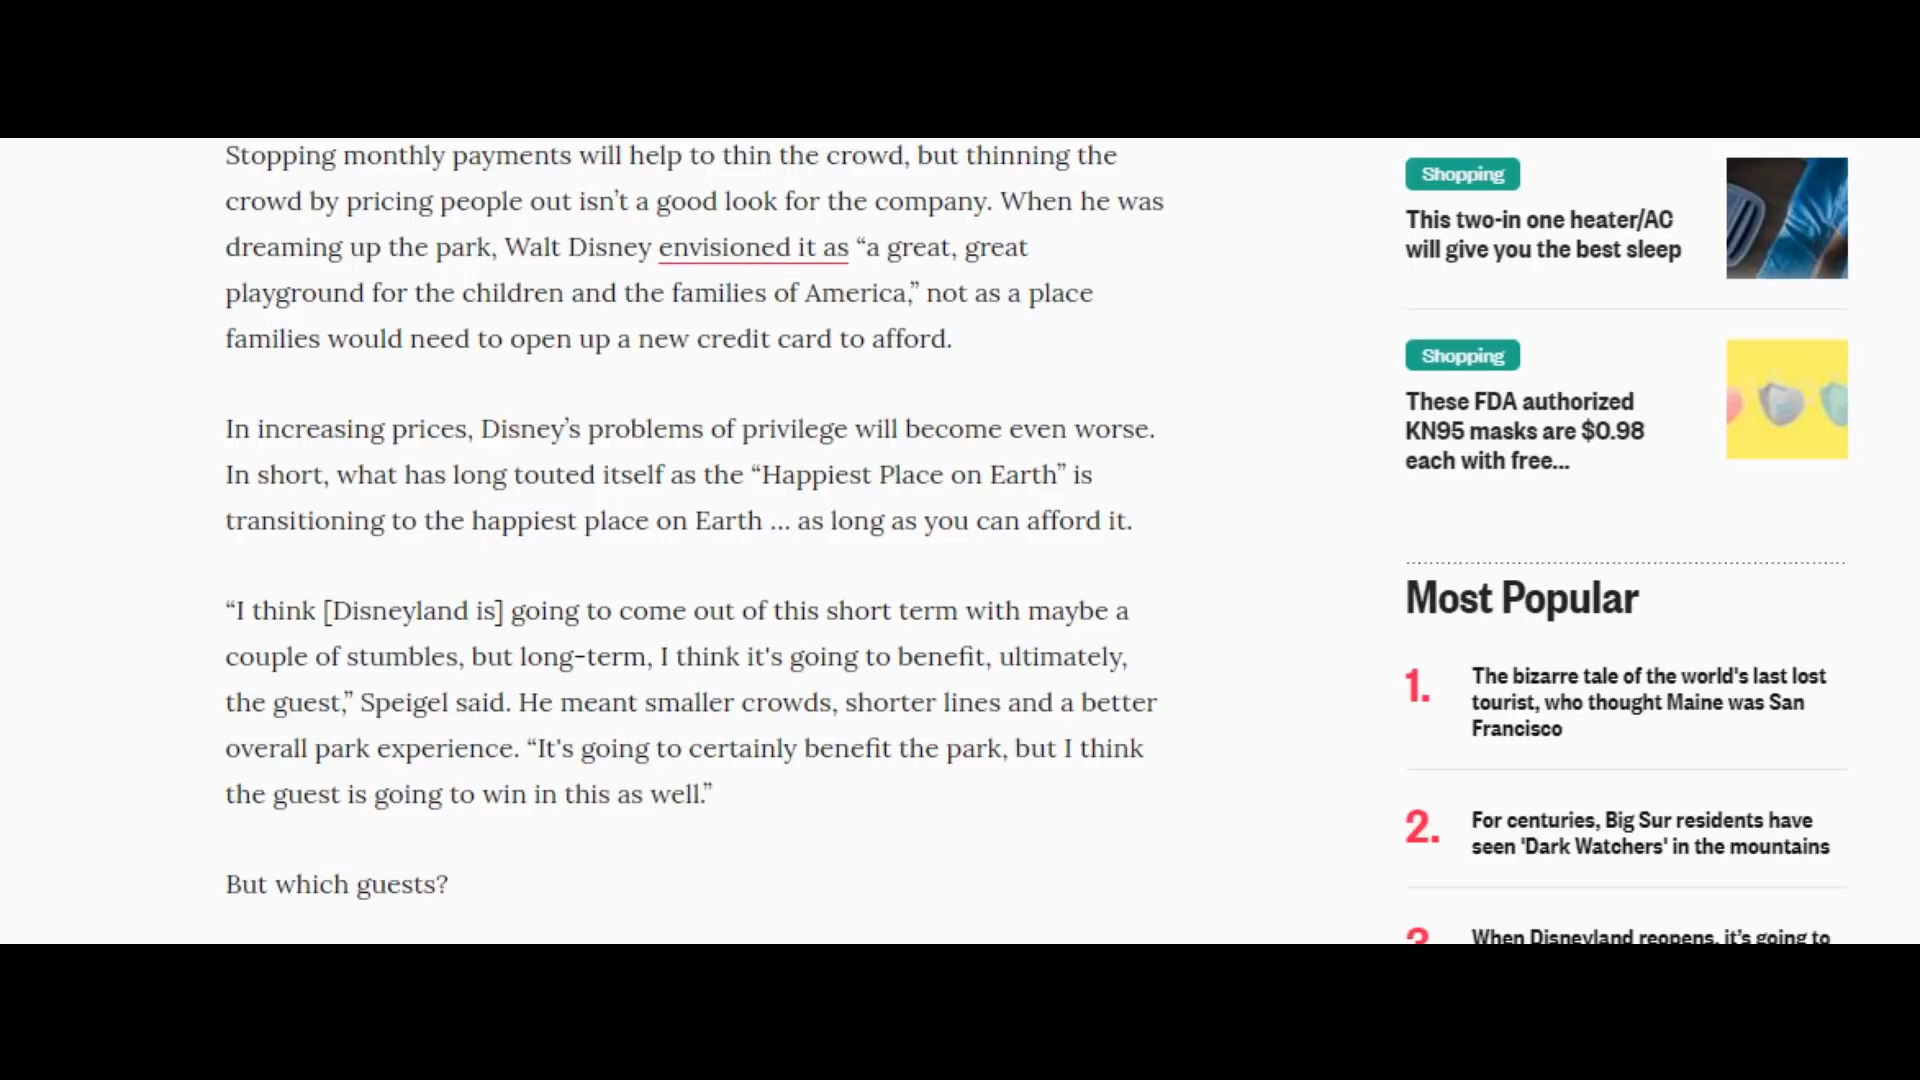 Stopping monthly payments will help to thin the crowd, but thinning the
crowd by pricing people out isn’t a good look for the company. When he was
dreaming up the park, Walt Disney envisioned it as “a great, great
playground for the children and the families of America,” not as a place
families would need to open up a new credit card to afford.
In increasing prices, Disney’s problems of privilege will become even worse.
In short, what has long touted itself as the “Happiest Place on Earth” is
transitioning to the happiest place on Earth ... as long as you can afford it.
“I think [Disneyland is] going to come out of this short term with maybe a
couple of stumbles, but long-term, I think it's going to benefit, ultimately,
the guest,” Speigel said. He meant smaller crowds, shorter lines and a better
overall park experience. “It's going to certainly benefit the park, but I think
the guest is going to win in this as well.”
But which guests?
Shopping
This two-in one heater/AC
will give you the best sleep
Shopping
These FDA authorized
KN95 masks are $0.98
each with free...
Most Popular
1.
The bizarre tale of the world's last lost
tourist, who thought Maine was San
Francisco
2.
For centuries, Big Sur residents have
seen 'Dark Watchers' in the mountains
3.
When Disneyland reopens, it's going to